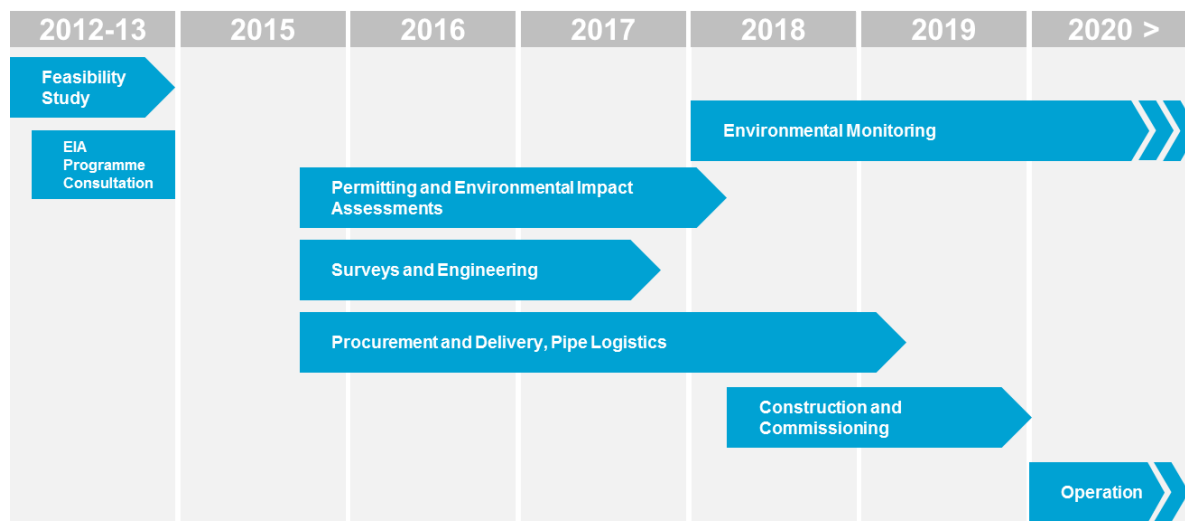 2012-13 2015 2016 2017 2018 2019 2020 >
Feasibility
Study
Environmental Monitoring
EIA
Programme
Consultation
Permitting and Environmental Impact
Assessments
Surveys and Engineering
Procurement and Delivery, Pipe Logistics
Construction and
Commissioning
Operation